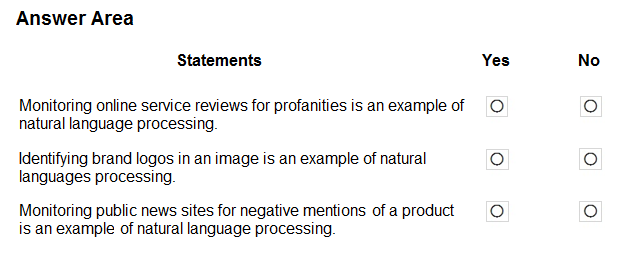 Answer Area
Statements Yes No
Monitoring online service reviews for profanities is an example of
natural language processing.
Identifying brand logos in an image is an example of natural
languages processing.
Monitoring public news sites for negative mentions of a product
is an example of natural language processing.